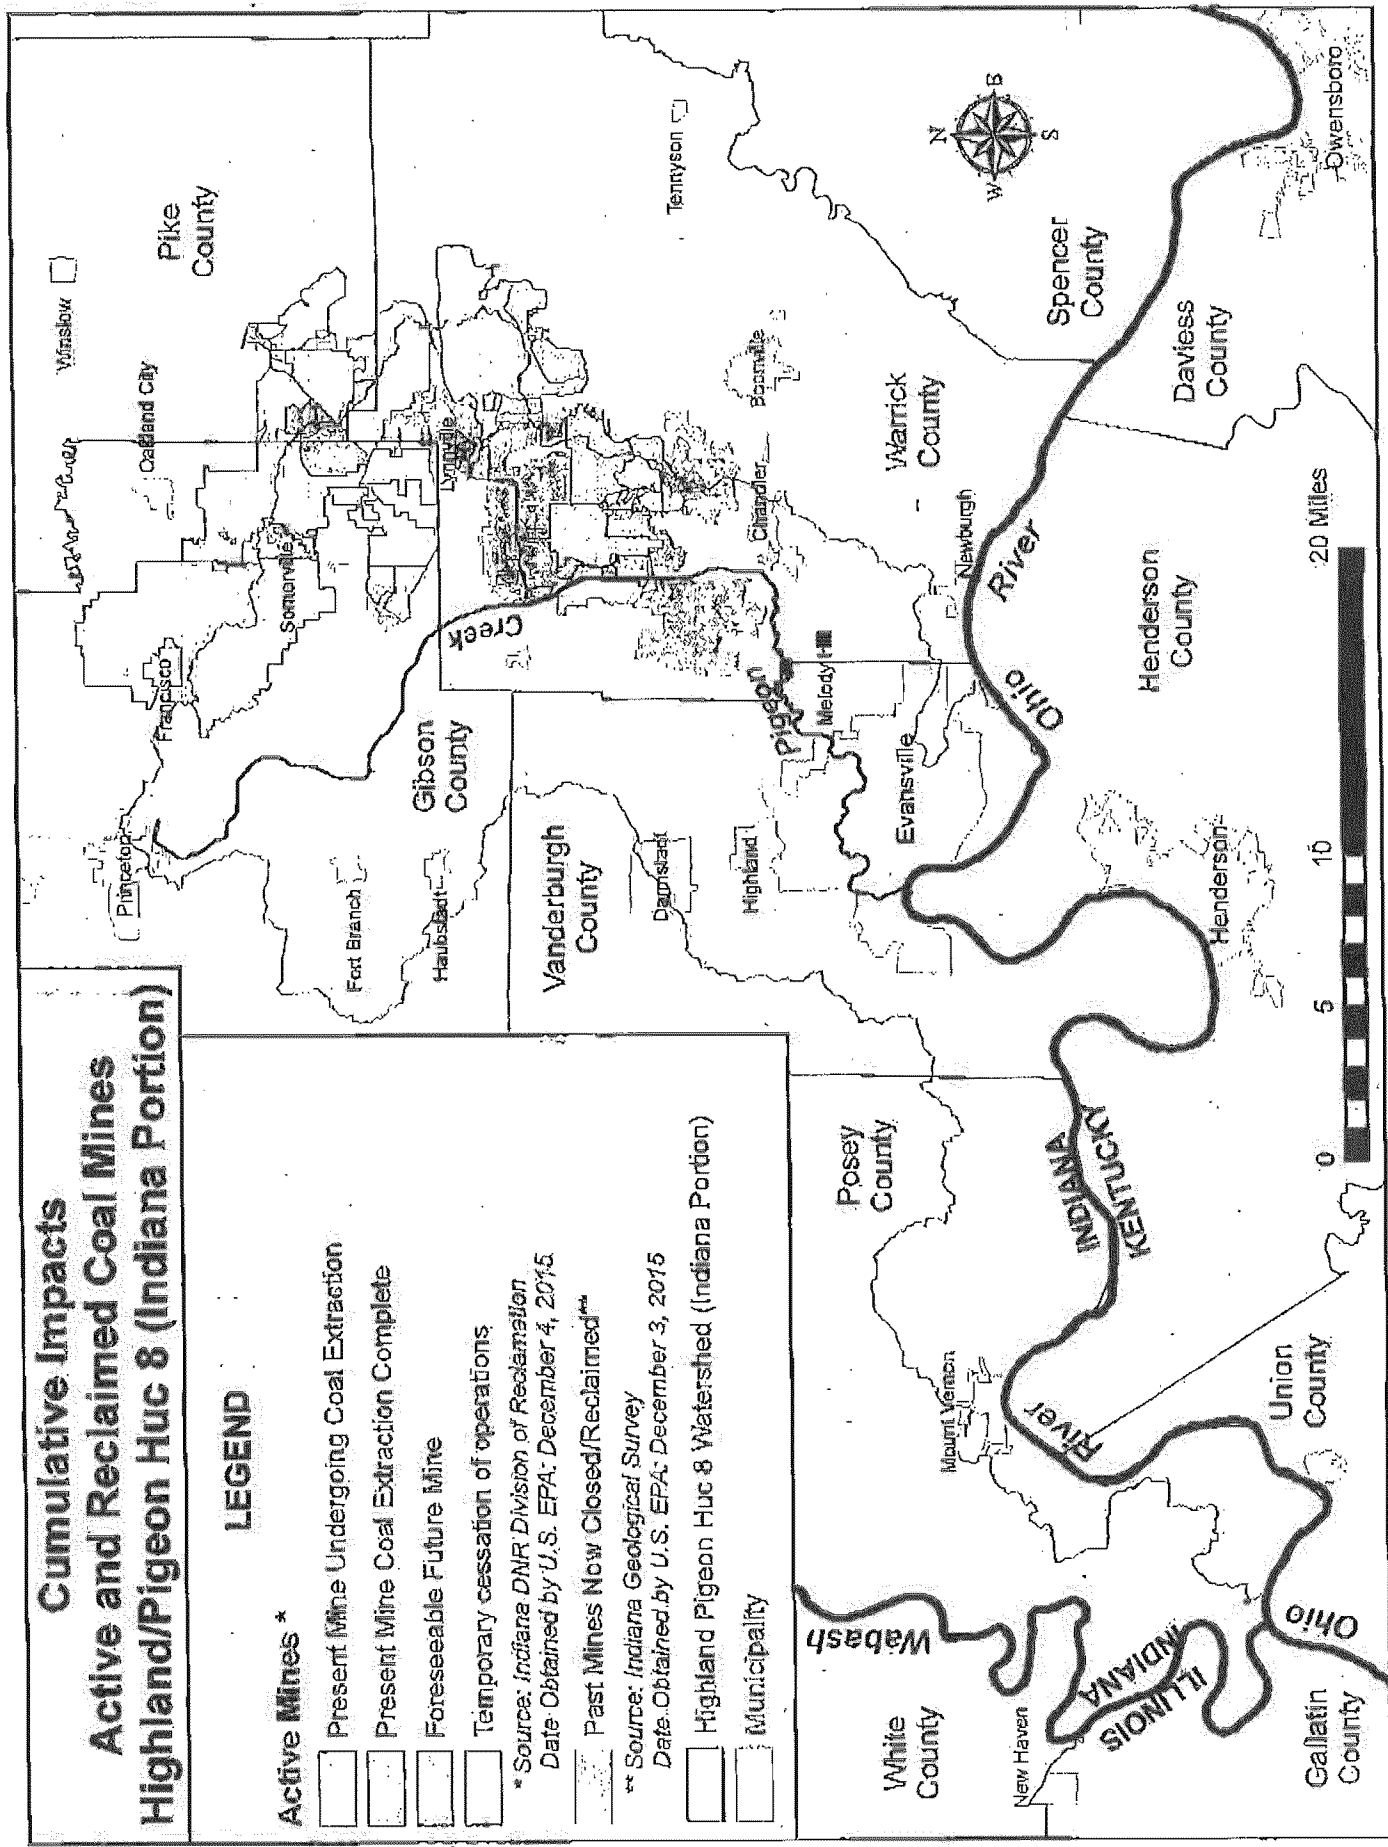 Cumulative Impacts
Active and Reclaimed Coal Mines
Highland/Pigeon Huc 8 (Indiana Portion)
LEGEND
Active Mines *
Present Mine Undergoing Coal Extraction
Present Mine Coal Extraction Complete
Foreseeable Future Mine
Temporary cessation of operations
* Source: Indiana DNR Division of Reclamation
Date Obtained by U.S. EPA: December 4, 2015
Past Mines Now Closed/Reclaimed**
** Source: Indiana Geological Survey
Date Obtained by U.S. EPA: December 3, 2015
Highland Pigeon Huc 8 Watershed (Indiana Portion)
Municipality
Princeton
Francisco
Oakland City
Winslow
Pike
County
Somerville
Fort Branch
Haubstadt
Gibson
County
Lynnville
Creek
Vanderburgh
County
Darmstadt
Highland
Pigeon
Melody Hill
Chandler
Boonville
Tennyson
Evansville
Newburgh
Warrick
County
Spencer
County
N
W
S
Posey
County
Ohio
River
Henderson
Henderson
County
Daviess
County
Owensboro
INDIANA
KENTUCKY
Mount Vernon
River
Union
County
Wabash
White
County
New Haven
ILLINOIS
INDIANA
Ohio
Gallatin
County
0
5
10
20 Miles